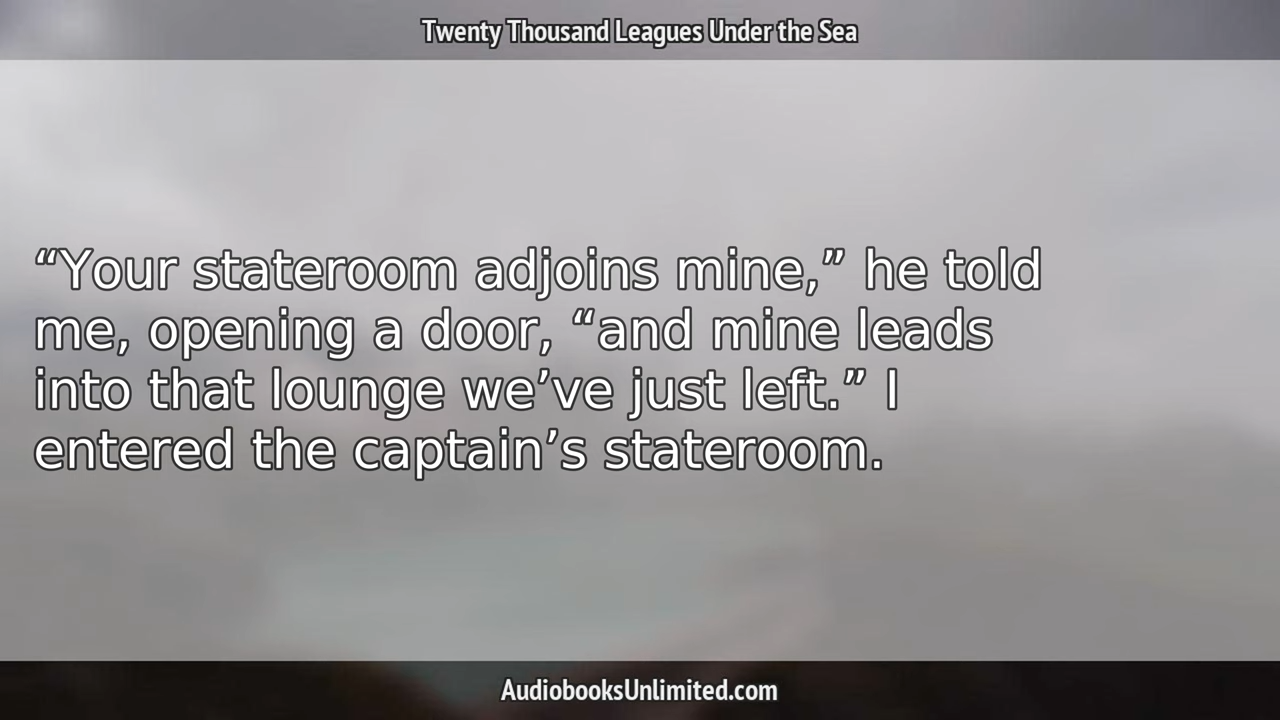 Twenty Thousand Leagues Under the Sea
“Your stateroom adjoins mine,” he told
me, opening a door, “and mine leads
into that lounge we’ve just left.” I
entered the captain’s stateroom.
AudiobooksUnlimited.com